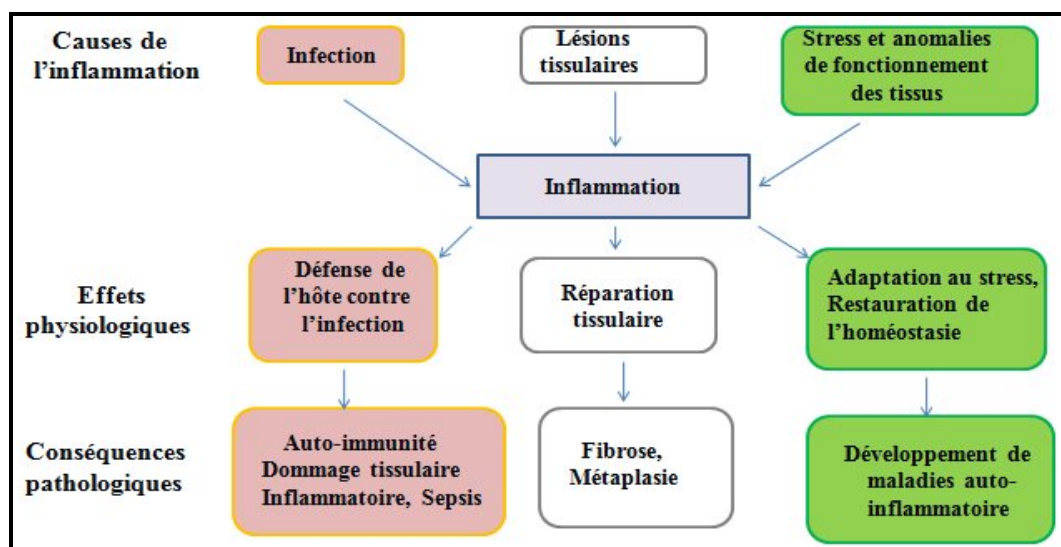 Causes de
l'inflammation
Infection
Lésions
tissulaires
Stress et anomalies
de fonctionnement
des tissus
Inflammation
Effets
physiologiques
Défense de
l'hôte contre
l'infection
Réparation
tissulaire
Adaptation au stress,
Restauration de
l'homéostasie
Conséquences
pathologiques
Auto-immunité
Dommage tissulaire
Inflammatoire, Sepsis
Fibrose,
Métaplasie
Développement de
maladies auto-
inflammatoire